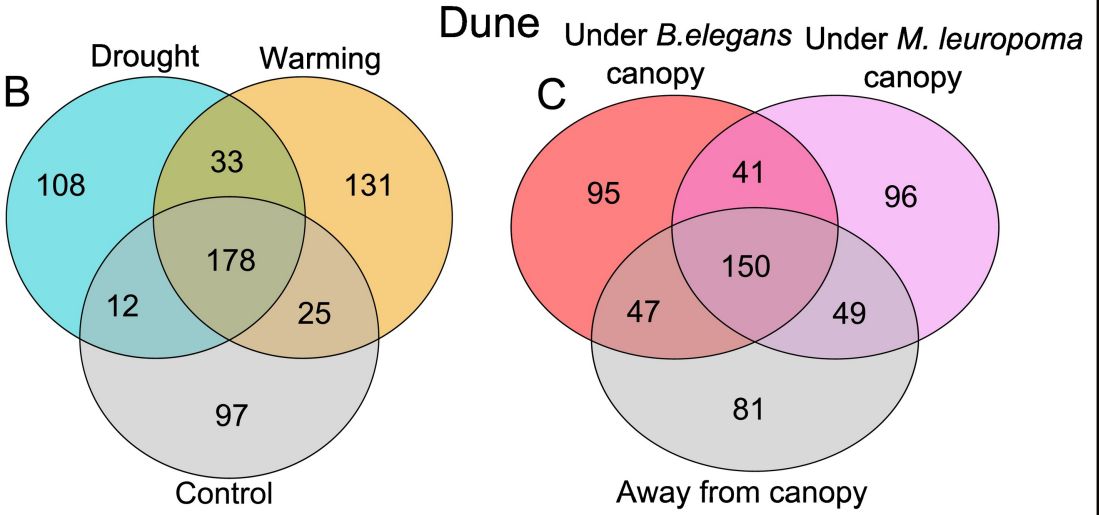 Dune
B
Drought
Warming
108
33
131
178
12
25
97
Control
C
Under B.elegans
canopy
Under M. leuropoma
canopy
95
41
96
150
47
49
81
Away from canopy